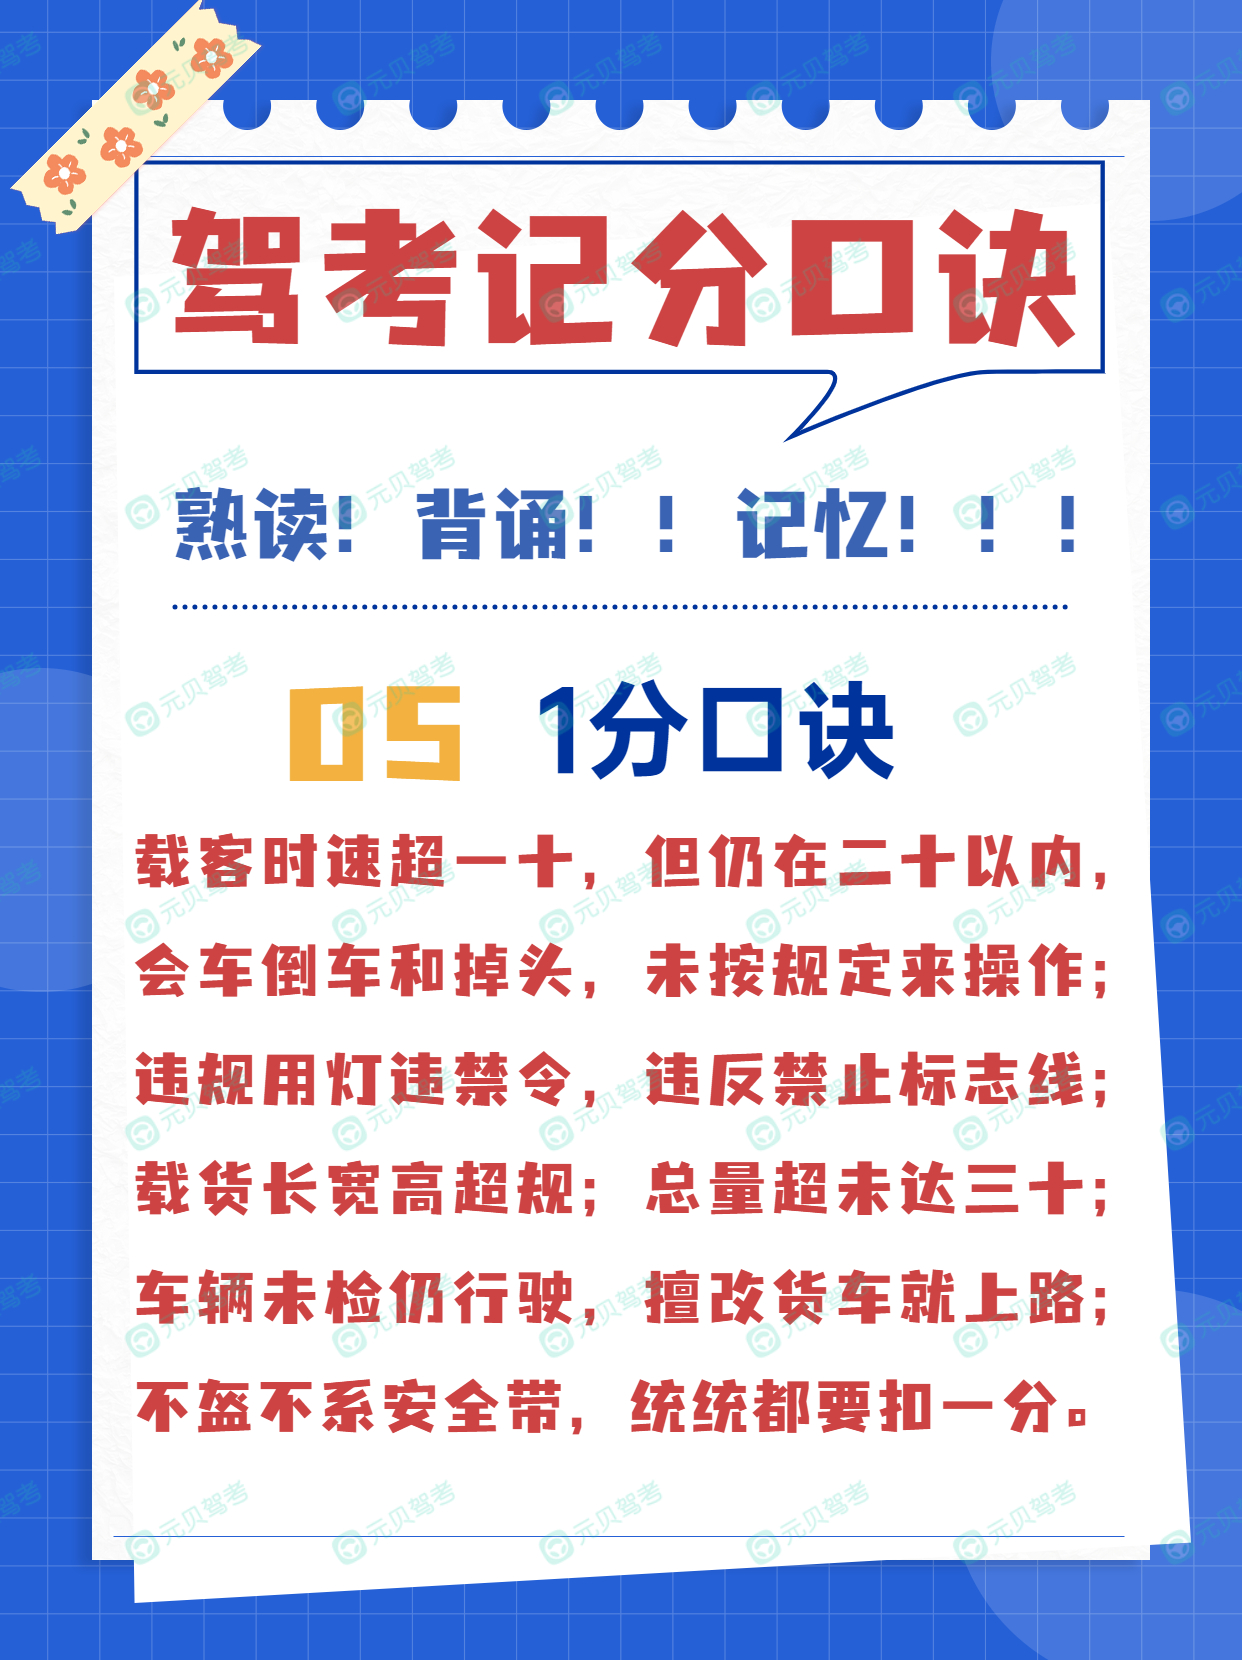 驾考记分口诀
熟读! 背诵! ! 记忆! ! !
05 1分口诀
载客时速超一十, 但仍在二十以内,
会车倒车和掉头, 未按规定来操作;
违规用灯违禁令, 违反禁止标志线;
载货长宽高超规; 总量超未达三十;
车辆未检仍行驶, 擅改货车就上路;
不盔不系安全带, 统统都要扣一分。
元贝驾考